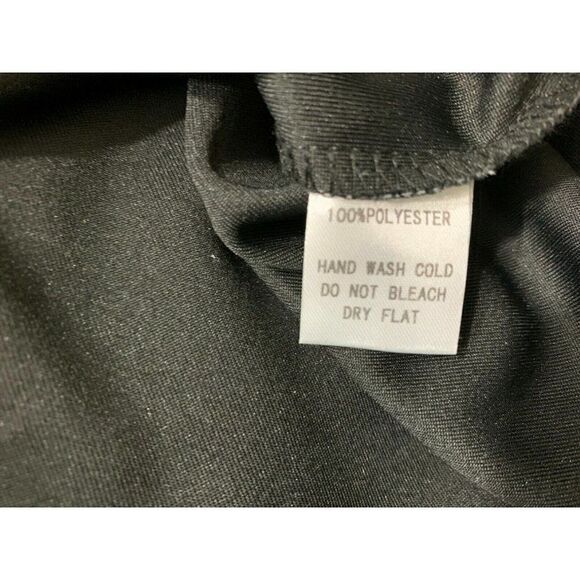 100%POLYESTER
HAND WASH COLD
DO NOT BLEACH
DRY FLAT